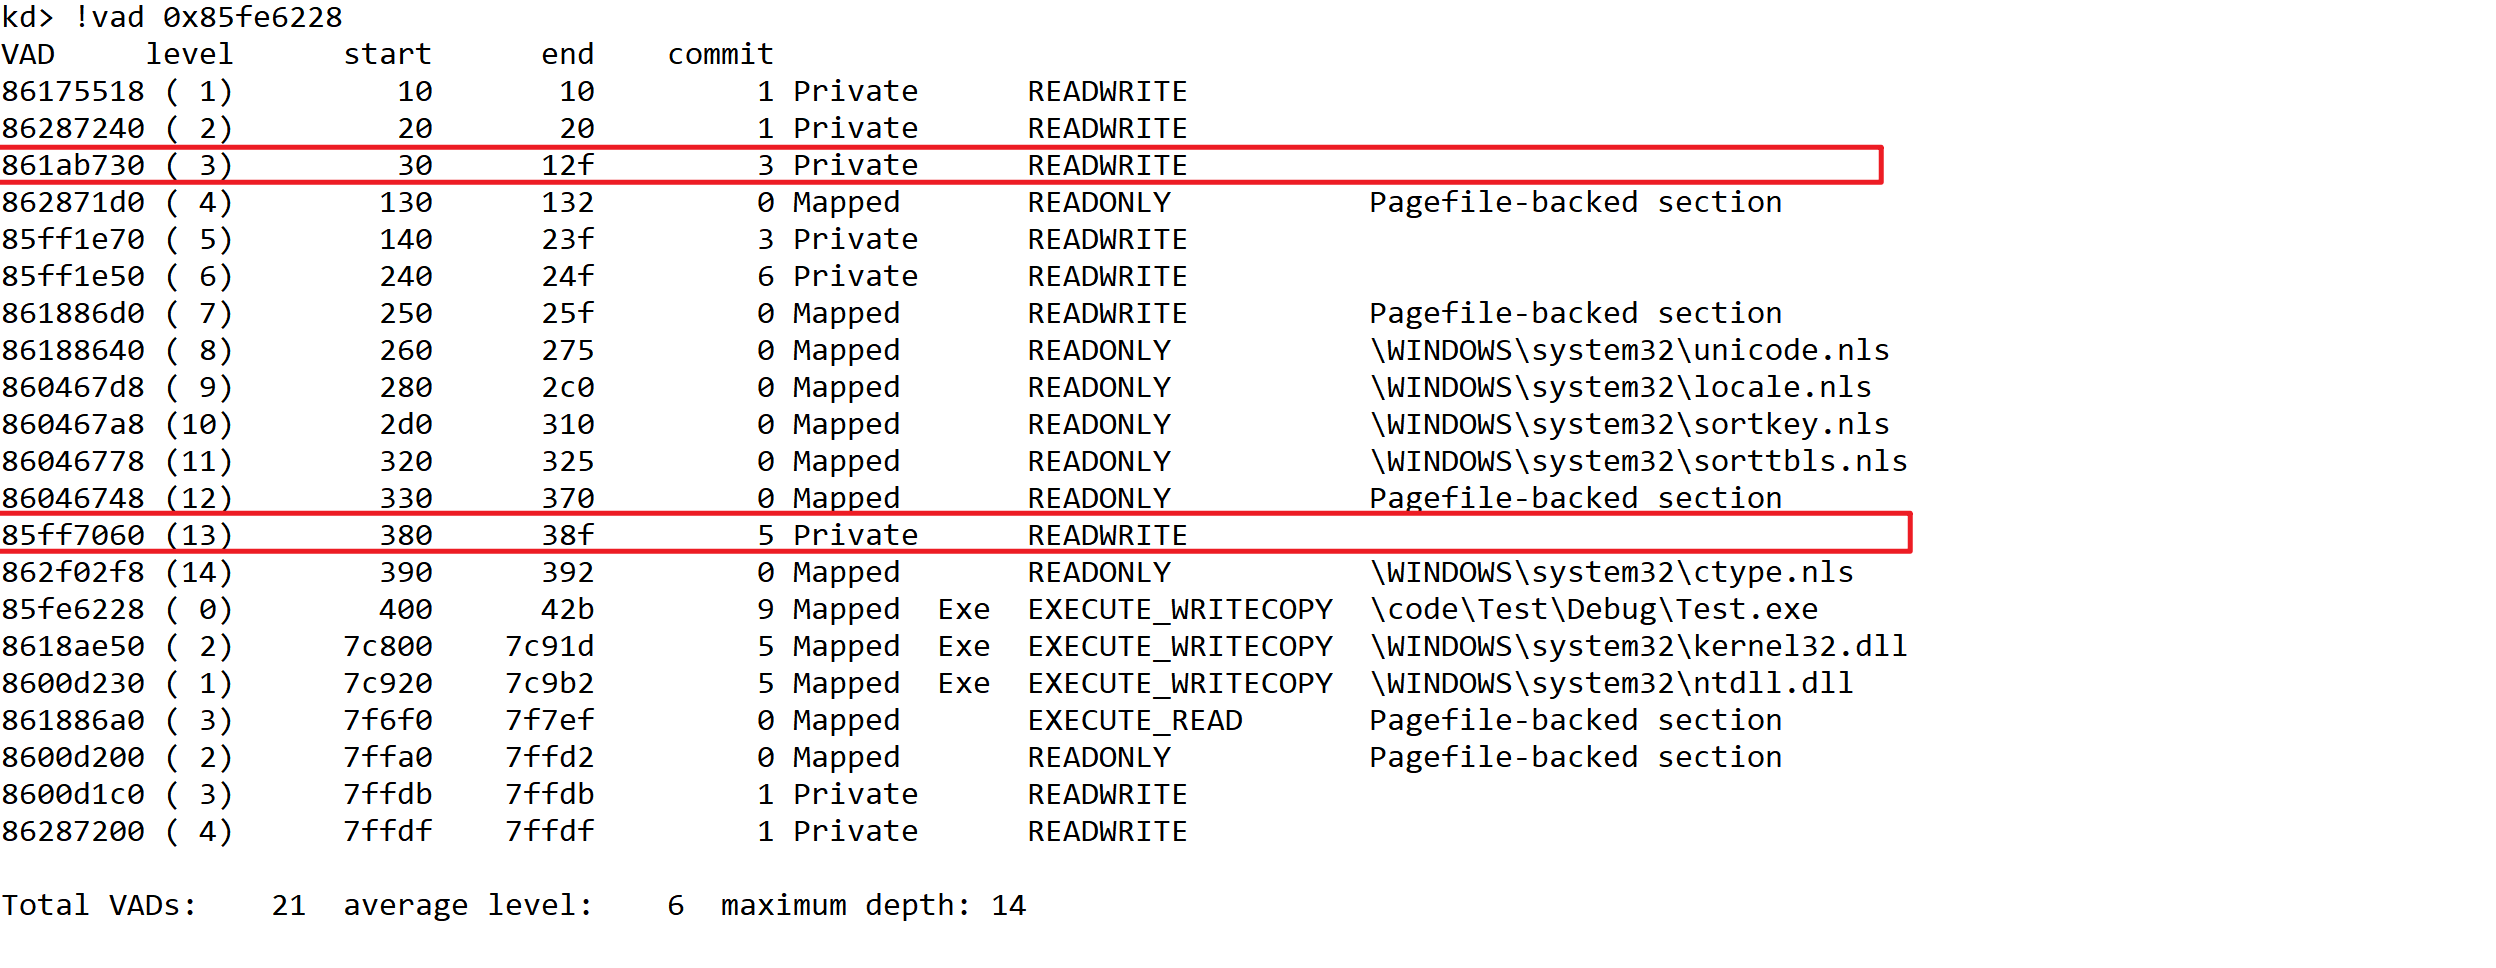 kd> !vad 0x85fe6228
VAD     level      start      end    commit
86175518 ( 1)         10       10         1 Private      READWRITE
86287240 ( 2)         20       20         1 Private      READWRITE
861ab730 ( 3)         30      12f         3 Private      READWRITE
862871d0 ( 4)        130      132         0 Mapped       READONLY           Pagefile-backed section
85ff1e70 ( 5)        140      23f         3 Private      READWRITE
85ff1e50 ( 6)        240      24f         6 Private      READWRITE
861886d0 ( 7)        250      25f         0 Mapped       READWRITE          Pagefile-backed section
86188640 ( 8)        260      275         0 Mapped       READONLY           \WINDOWS\system32\unicode.nls
860467d8 ( 9)        280      2c0         0 Mapped       READONLY           \WINDOWS\system32\locale.nls
860467a8 (10)        2d0      310         0 Mapped       READONLY           \WINDOWS\system32\sortkey.nls
86046778 (11)        320      325         0 Mapped       READONLY           \WINDOWS\system32\sorttbls.nls
86046748 (12)        330      370         0 Mapped       READONLY           Pagefile-backed section
85ff7060 (13)        380      38f         5 Private      READWRITE
862f02f8 (14)        390      392         0 Mapped       READONLY           \WINDOWS\system32\ctype.nls
85fe6228 ( 0)        400      42b         9 Mapped  Exe  EXECUTE_WRITECOPY  \code\Test\Debug\Test.exe
8618ae50 ( 2)      7c800    7c91d         5 Mapped  Exe  EXECUTE_WRITECOPY  \WINDOWS\system32\kernel32.dll
8600d230 ( 1)      7c920    7c9b2         5 Mapped  Exe  EXECUTE_WRITECOPY  \WINDOWS\system32\ntdll.dll
861886a0 ( 3)      7f6f0    7f7ef         0 Mapped       EXECUTE_READ       Pagefile-backed section
8600d200 ( 2)      7ffa0    7ffd2         0 Mapped       READONLY           Pagefile-backed section
8600d1c0 ( 3)      7ffdb    7ffdb         1 Private      READWRITE
86287200 ( 4)      7ffdf    7ffdf         1 Private      READWRITE
Total VADs:    21  average level:    6  maximum depth: 14